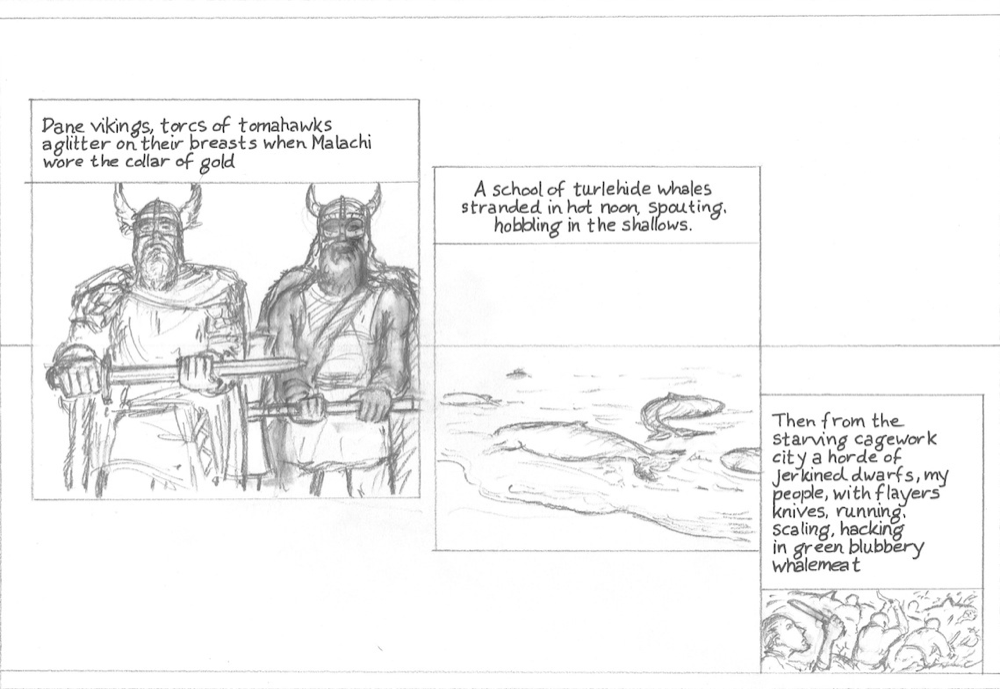 Dane vikings, torcs of tomahawks
aglitter on their breasts when Malachi
wore the collar of gold
A school of turlehide whales
stranded in hot noon, spouting,
hobbling in the shallows.
Then from the
starving cagework
city a horde of
jerkined dwarfs, my
people, with flayers'
knives, running,
scaling, hacking
in green blubbery
whalemeat